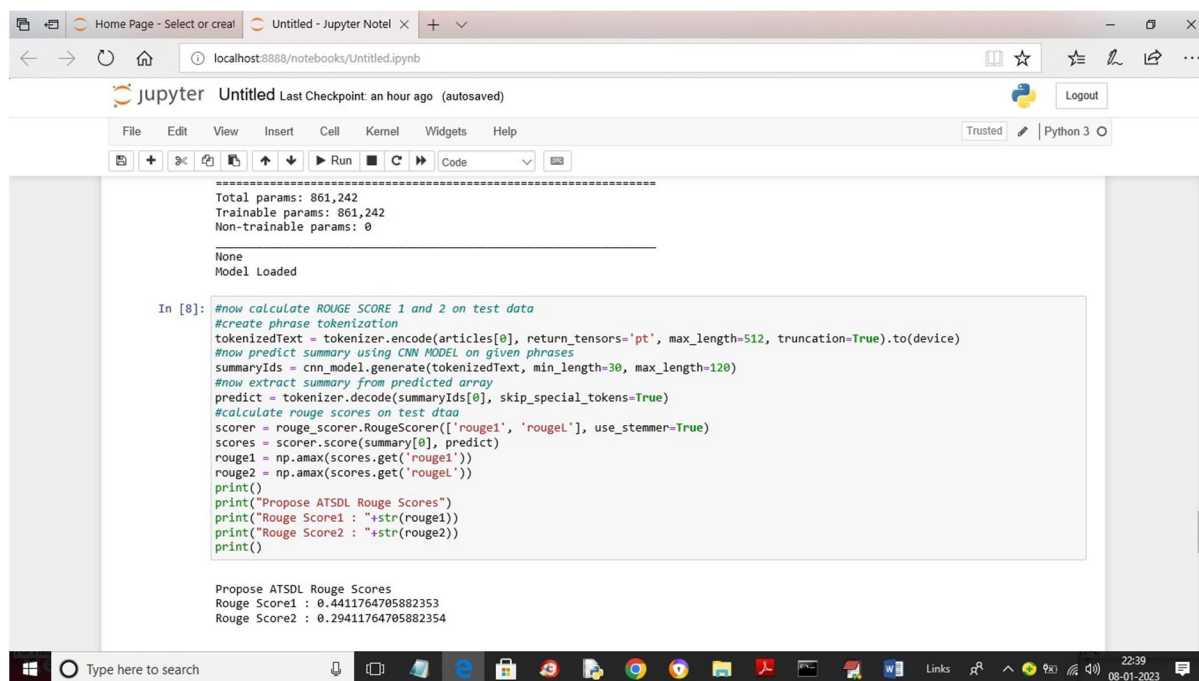 Home Page - Select or creat
Untitled - Jupyter Notel
localhost:8888/notebooks/Untitled.ipynb
jupyter Untitled Last Checkpoint: an hour ago (autosaved)
Logout
File Edit View Insert Cell Kernel Widgets Help
Trusted Python 3
Run Code
=================================================================
Total params: 861,242
Trainable params: 861,242
Non-trainable params: 0
_________________________________________________________________
None
Model Loaded
In [8]: #now calculate ROUGE SCORE 1 and 2 on test data
#create phrase tokenization
tokenizedText = tokenizer.encode(articles[0], return_tensors='pt', max_length=512, truncation=True).to(device)
#now predict summary using CNN MODEL on given phrases
summaryIds = cnn_model.generate(tokenizedText, min_length=30, max_length=120)
#now extract summary from predicted array
predict = tokenizer.decode(summaryIds[0], skip_special_tokens=True)
#calculate rouge scores on test dtaa
scorer = rouge_scorer.RougeScorer(['rouge1', 'rougeL'], use_stemmer=True)
scores = scorer.score(summary[0], predict)
rouge1 = np.amax(scores.get('rouge1'))
rouge2 = np.amax(scores.get('rougeL'))
print()
print("Propose ATSDL Rouge Scores")
print("Rouge Score1 : "+str(rouge1))
print("Rouge Score2 : "+str(rouge2))
print()
Propose ATSDL Rouge Scores
Rouge Score1 : 0.4411764705882353
Rouge Score2 : 0.29411764705882354
Type here to search
Links
22:39
08-01-2023